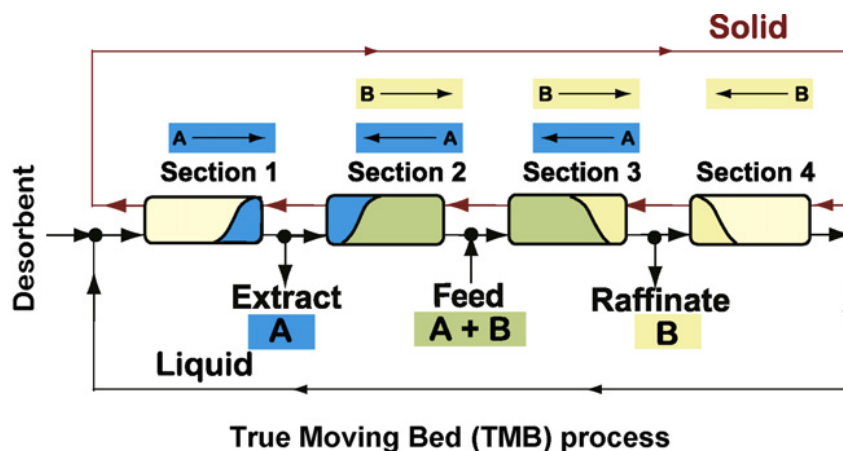 Solid
B B B
A A A
Section 1 Section 2 Section 3 Section 4
Desorbent
Extract Feed Raffinate
A A + B B
Liquid
True Moving Bed (TMB) process